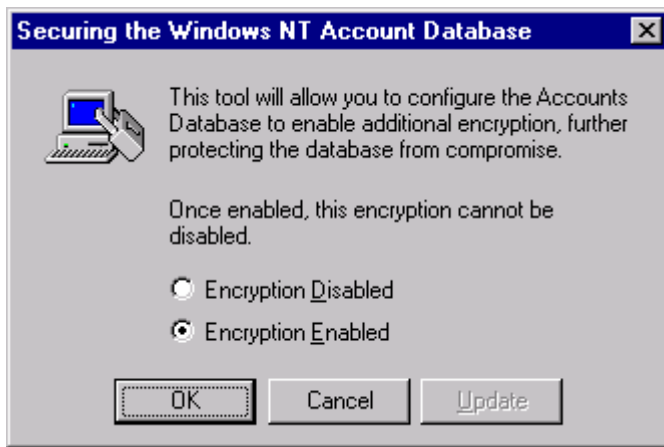 Securing the Windows NT Account Database
This tool will allow you to configure the Accounts
Database to enable additional encryption, further
protecting the database from compromise.
Once enabled, this encryption cannot be
disabled.
Encryption Disabled
Encryption Enabled
OK Cancel Update